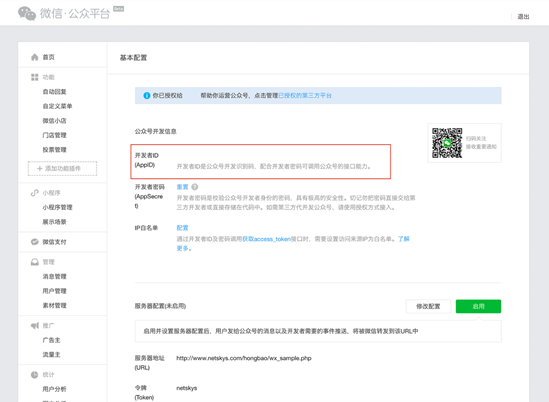 微信·公众平台 Beta
退出
首页
功能
自动回复
自定义菜单
微信小店
门店管理
投票管理
+ 添加功能插件
小程序
小程序管理
展示场景
微信支付
管理
消息管理
用户管理
素材管理
推广
广告主
流量主
统计
用户分析
基本配置
你已授权给 帮助你运营公众号，点击管理已授权的第三方平台
公众号开发信息
扫码关注
接收重要通知
开发者ID
(AppID)
开发者ID是公众号开发识别码，配合开发者密码可调用公众号的接口能力。
开发者密码
(AppSecre
t)
重置
开发者密码是校验公众号开发者身份的密码，具有极高的安全性。切记勿把密码直接交给第
三方开发者或直接存储在代码中。如需第三方代开发公众号，请使用授权方式接入。
IP白名单
配置
通过开发者ID及密码调用获取access_token接口时，需要设置访问来源IP为白名单。了解
更多。
服务器配置(未启用)
修改配置
启用
启用并设置服务器配置后，用户发给公众号的消息以及开发者需要的事件推送，将被微信转发到该URL中
服务器地址
(URL)
http://www.netskys.com/hongbao/wx_sample.php
令牌
(Token)
netskys